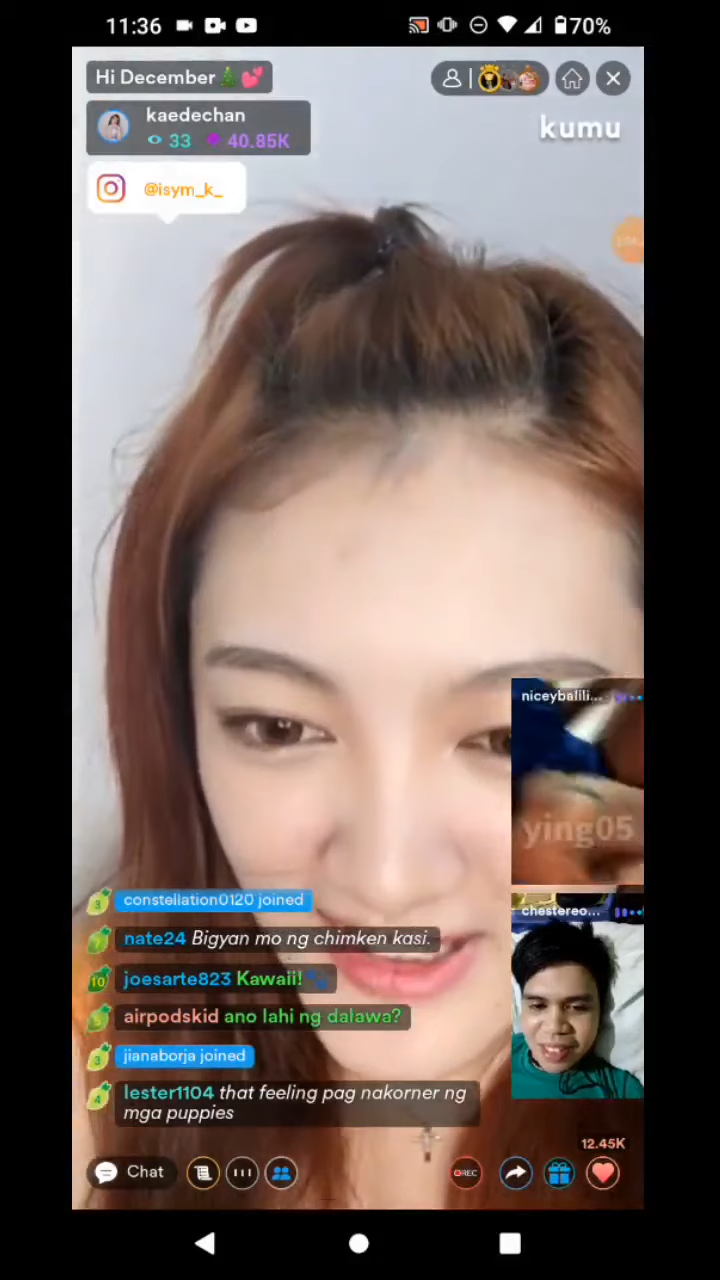 11:36
70%
Hi December🎄💕
kaedechan
33 40.85K
kumu
@isym_k_
niceybalili...
ying05
constellation0120 joined
chestereo...
nate24 Bigyan mo ng chimken kasi.
joesarte823 Kawaii!🐾
airpodskid ano lahi ng dalawa?
jianaborja joined
lester1104 that feeling pag nakorner ng
mga puppies
12.45K
Chat
REC